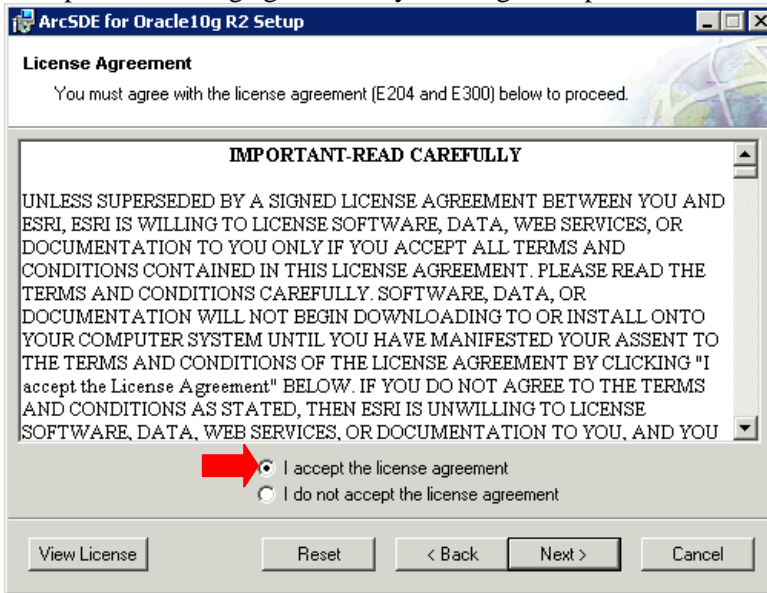 ArcSDE for Oracle10g R2 Setup
License Agreement
You must agree with the license agreement (E204 and E300) below to proceed.
IMPORTANT-READ CAREFULLY
UNLESS SUPERSEDED BY A SIGNED LICENSE AGREEMENT BETWEEN YOU AND
ESRI, ESRI IS WILLING TO LICENSE SOFTWARE, DATA, WEB SERVICES, OR
DOCUMENTATION TO YOU ONLY IF YOU ACCEPT ALL TERMS AND
CONDITIONS CONTAINED IN THIS LICENSE AGREEMENT. PLEASE READ THE
TERMS AND CONDITIONS CAREFULLY. SOFTWARE, DATA, OR
DOCUMENTATION WILL NOT BEGIN DOWNLOADING TO OR INSTALL ONTO
YOUR COMPUTER SYSTEM UNTIL YOU HAVE MANIFESTED YOUR ASSENT TO
THE TERMS AND CONDITIONS OF THE LICENSE AGREEMENT BY CLICKING "I
accept the License Agreement" BELOW. IF YOU DO NOT AGREE TO THE TERMS
AND CONDITIONS AS STATED, THEN ESRI IS UNWILLING TO LICENSE
SOFTWARE, DATA, WEB SERVICES, OR DOCUMENTATION TO YOU, AND YOU
I accept the license agreement
I do not accept the license agreement
View License Reset < Back Next > Cancel